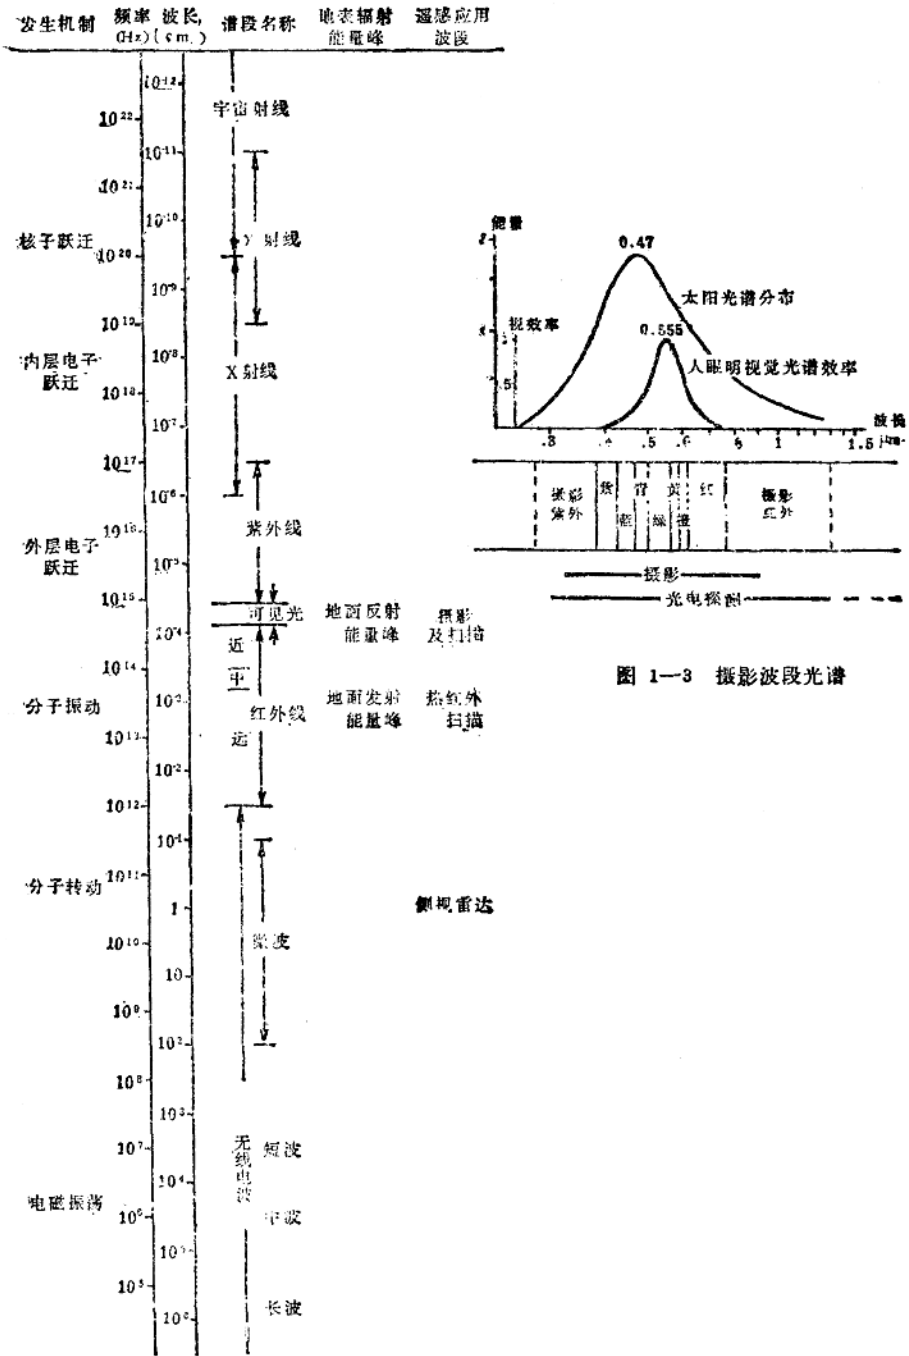 发生机制 频率 波长 谱段名称 地表辐射 遥感应用
(Hz) (cm) 能量峰 波段
10⁻¹²
宇宙射线
10²²
10⁻¹¹
10²¹
10⁻¹⁰
核子跃迁 γ射线
10²⁰
10⁻⁹
10¹⁹
内层电子
跃迁
10⁻⁸
X射线
10¹⁸
10⁻⁷
10¹⁷
10⁻⁶
紫外线
10¹⁶
外层电子
跃迁
10⁻⁵
10¹⁵
可见光 地面反射 摄影
能量峰 及扫描
10⁻⁴
近
10¹⁴
中
分子振动 10⁻³ 地面发射 热红外
红外线 能量峰 扫描
10¹³ 远
10⁻²
10¹²
10⁻¹
10¹¹
分子转动
1 侧视雷达
10¹⁰ 微波
10
10⁹
10²
10⁸
10³
10⁷ 无线电波 短波
10⁴
电磁振荡
10⁶ 中波
10⁵
10⁵
长波
10⁶
能量
2
0.47
太阳光谱分布
视效率
0.555
人眼明视觉光谱效率
.5
波长
.3 .4 .5 .6 8 1 1.5 μm
摄影
紫外
紫 青 黄 红
蓝 绿 橙
摄影
红外
摄影
光电探测
图 1—3 摄影波段光谱